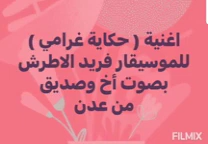 اغنية ( حكاية غرامي )
للموسيقار فريد الاطرش
بصوت أخ وصديق
من عدن
FILMIX